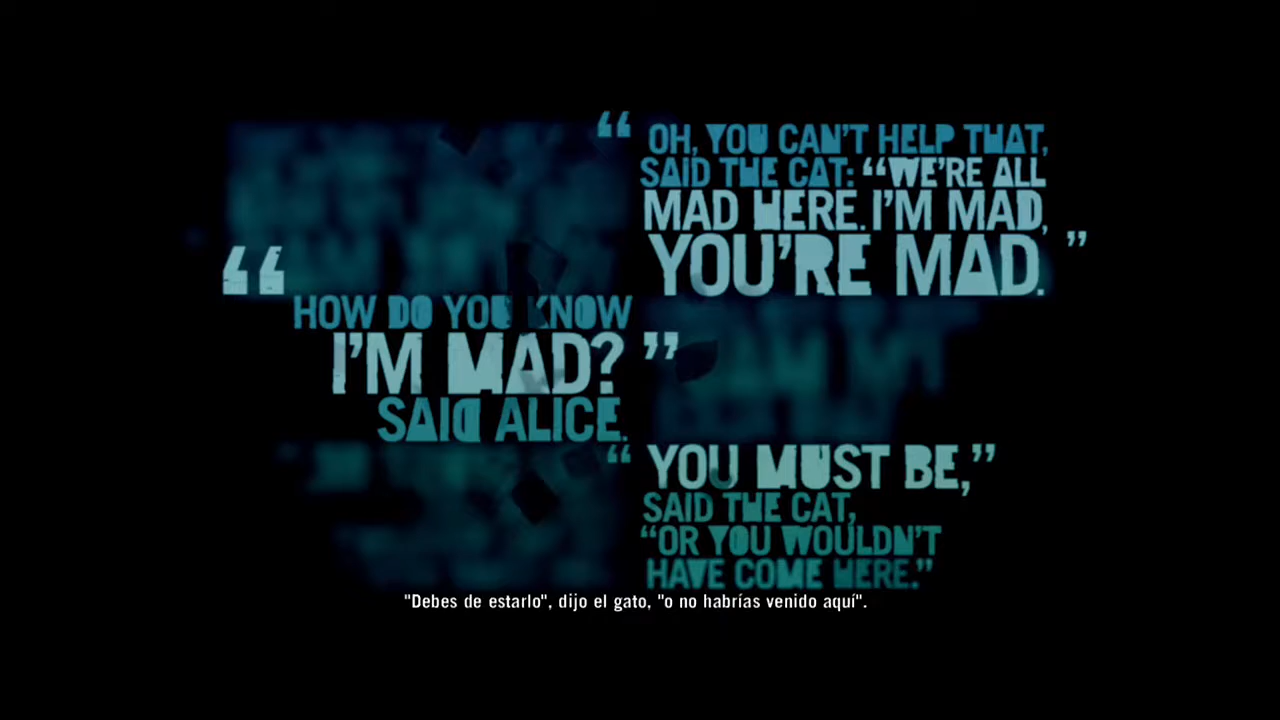 “ OH, YOU CAN’T HELP THAT,
SAID THE CAT: “WE’RE ALL
MAD HERE. I’M MAD,
YOU’RE MAD. ”
“ HOW DO YOU KNOW
I’M MAD? ”
SAID ALICE.
“ YOU MUST BE,”
SAID THE CAT,
“OR YOU WOULDN’T
HAVE COME HERE.”
"Debes de estarlo", dijo el gato, "o no habrías venido aquí".